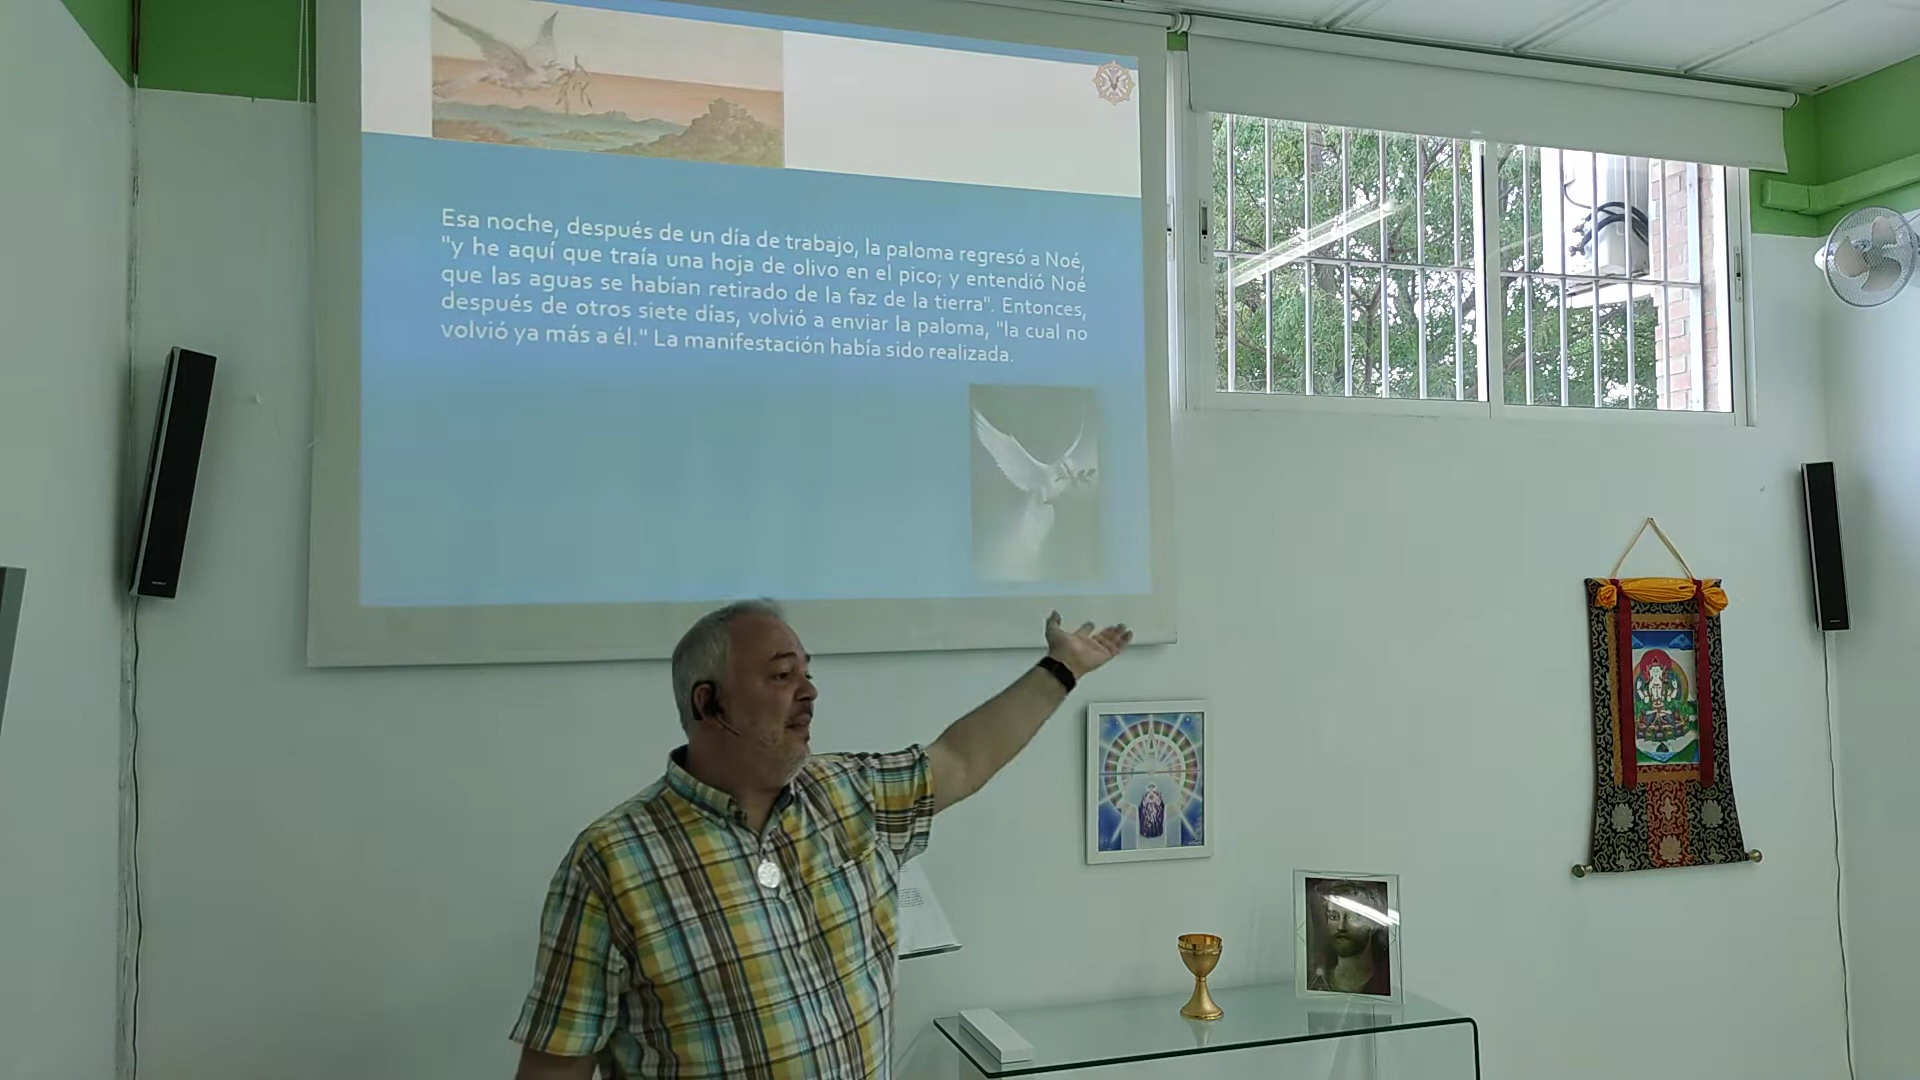 Esa noche, después de un día de trabajo, la paloma regresó a Noé,
"y he aquí que traía una hoja de olivo en el pico; y entendió Noé
que las aguas se habían retirado de la faz de la tierra". Entonces,
después de otros siete días, volvió a enviar la paloma, "la cual no
volvió ya más a él." La manifestación había sido realizada.